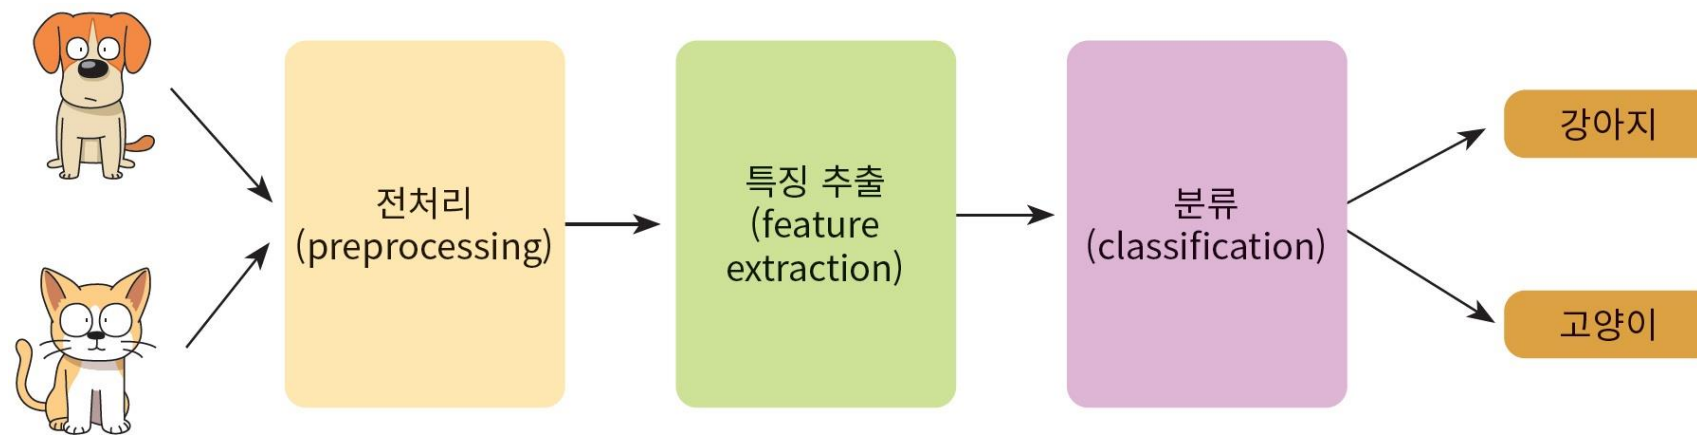 전처리
(preprocessing)
특징 추출
(feature
extraction)
분류
(classification)
강아지
고양이